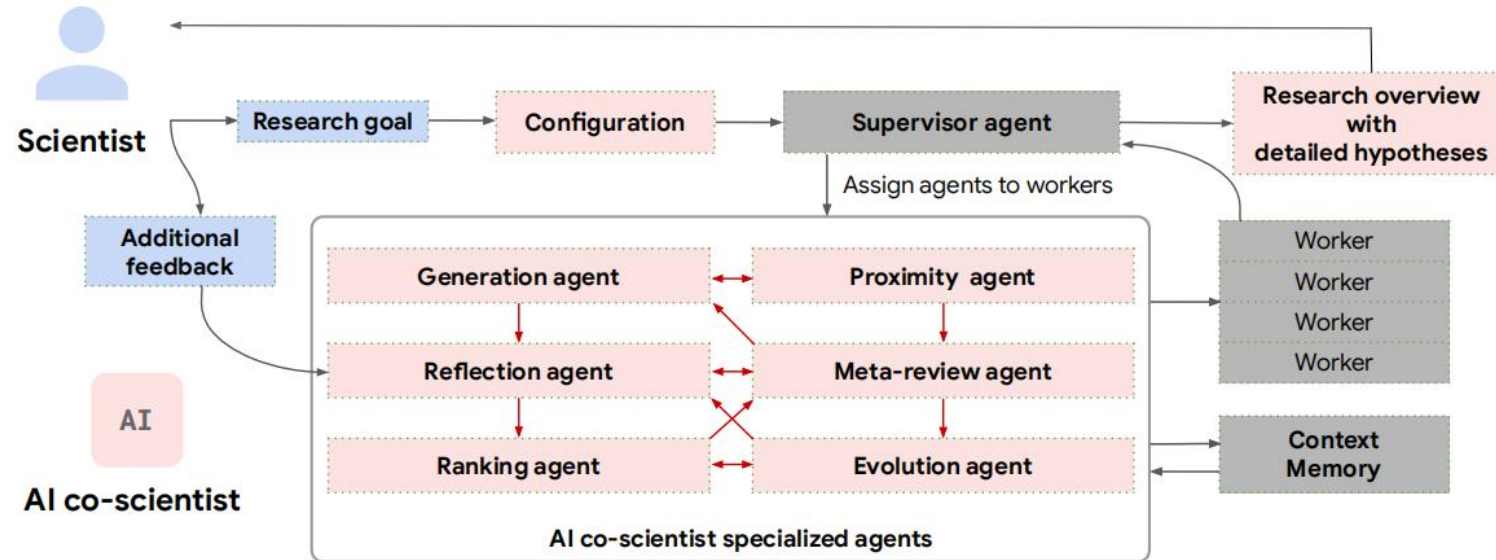 Scientist
Research goal
Configuration
Supervisor agent
Research overview
with
detailed hypotheses
Assign agents to workers
Additional
feedback
Generation agent
Proximity agent
Reflection agent
Meta-review agent
Ranking agent
Evolution agent
AI co-scientist specialized agents
Worker
Worker
Worker
Worker
Context
Memory
AI
AI co-scientist